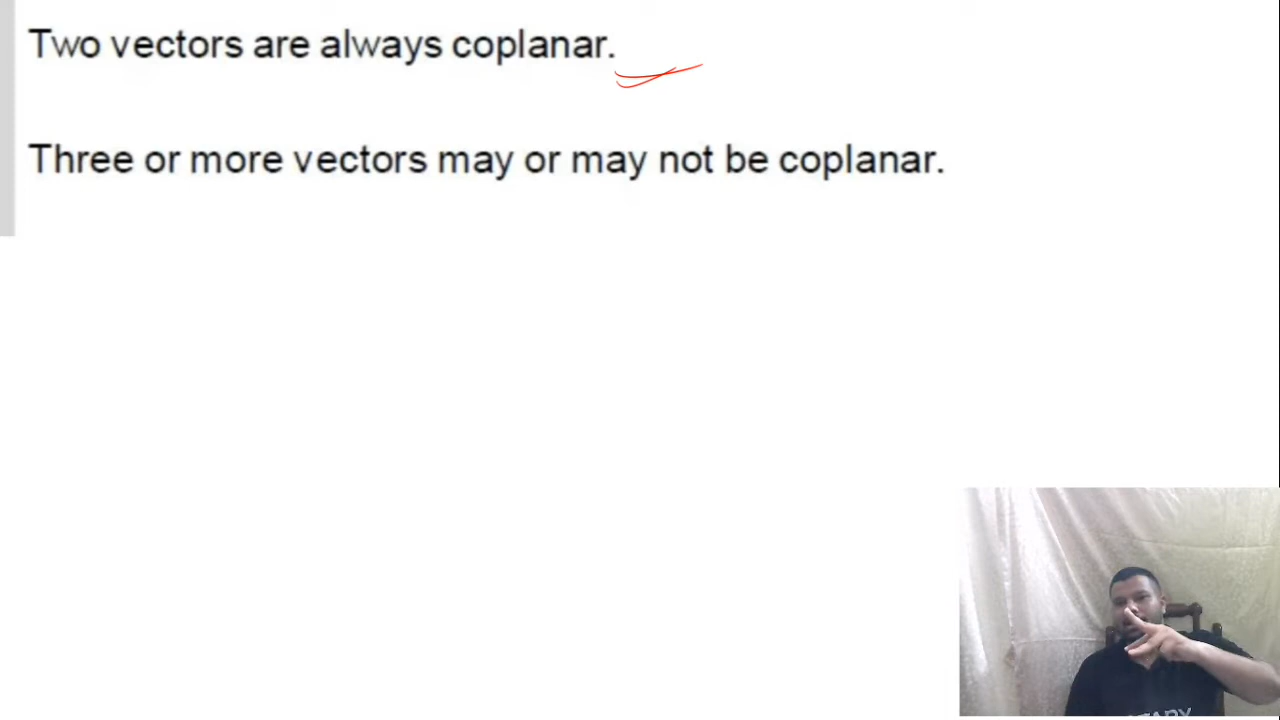 Two vectors are always coplanar.
Three or more vectors may or may not be coplanar.